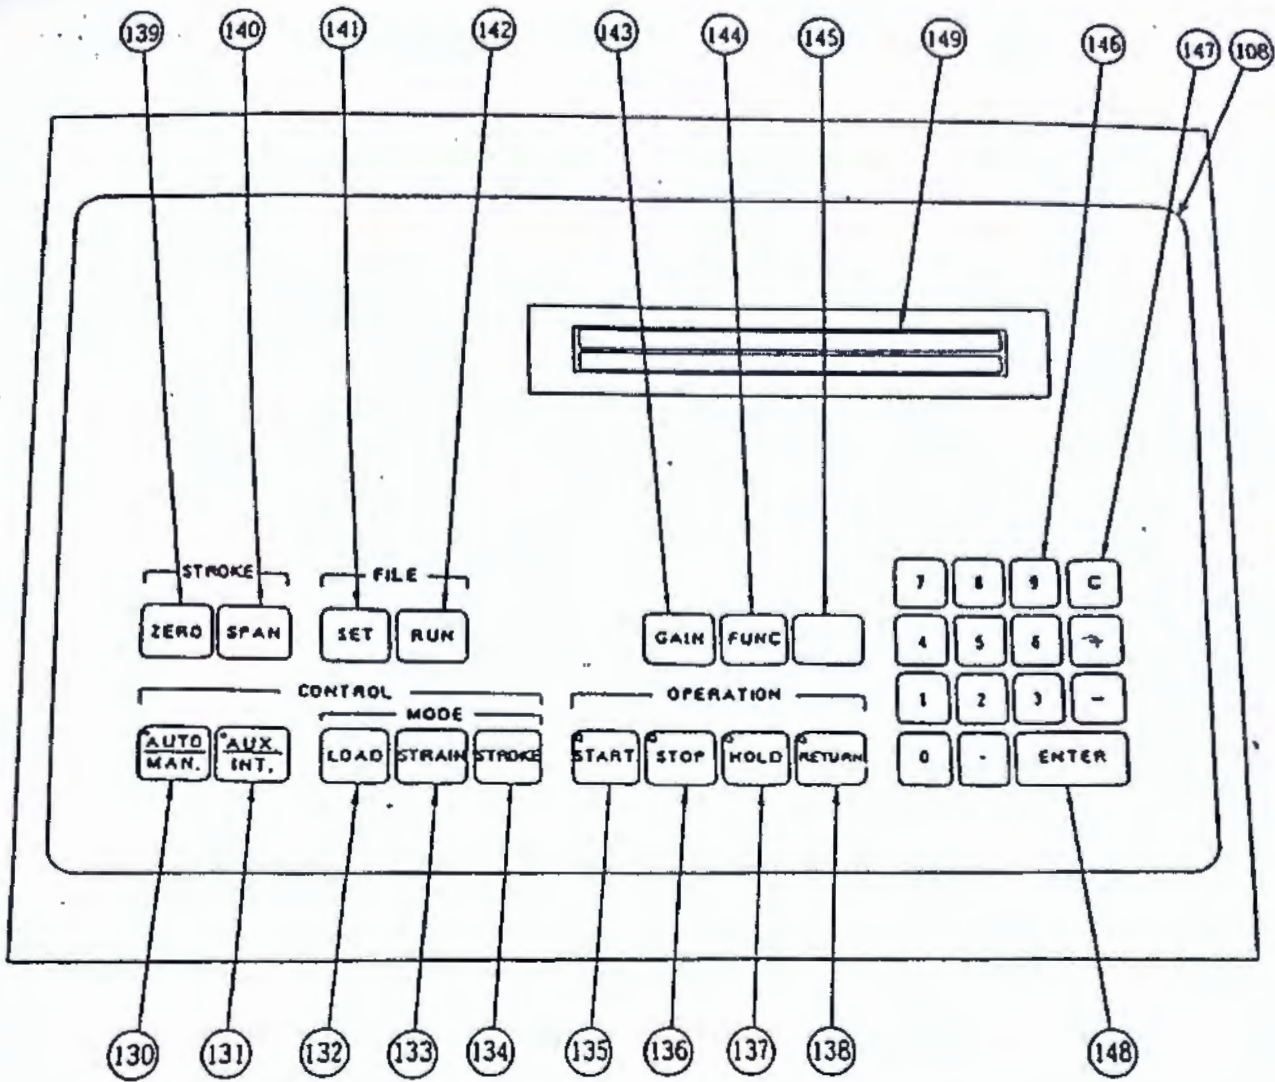 139 140 141 142 143 144 145 149 146 147 108
STROKE FILE
7 8 9 C
ZERO SPAN SET RUN GAIN FUNC
4 5 6
CONTROL OPERATION
MODE
1 2 3 -
AUTO AUX.
MAN. INT.
LOAD STRAIN STROKE START STOP HOLD RETURN
0 . ENTER
130 131 132 133 134 135 136 137 138 148